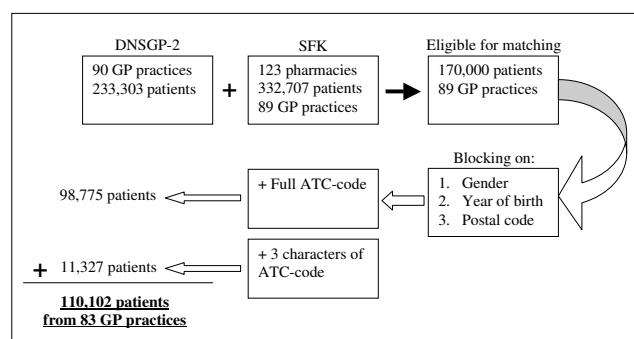 DNSGP-2
90 GP practices
233,303 patients
+
SFK
123 pharmacies
332,707 patients
89 GP practices
Eligible for matching
170,000 patients
89 GP practices
Blocking on:
1. Gender
2. Year of birth
3. Postal code
+ Full ATC-code
98,775 patients
+ 3 characters of
ATC-code
+ 11,327 patients
110,102 patients
from 83 GP practices